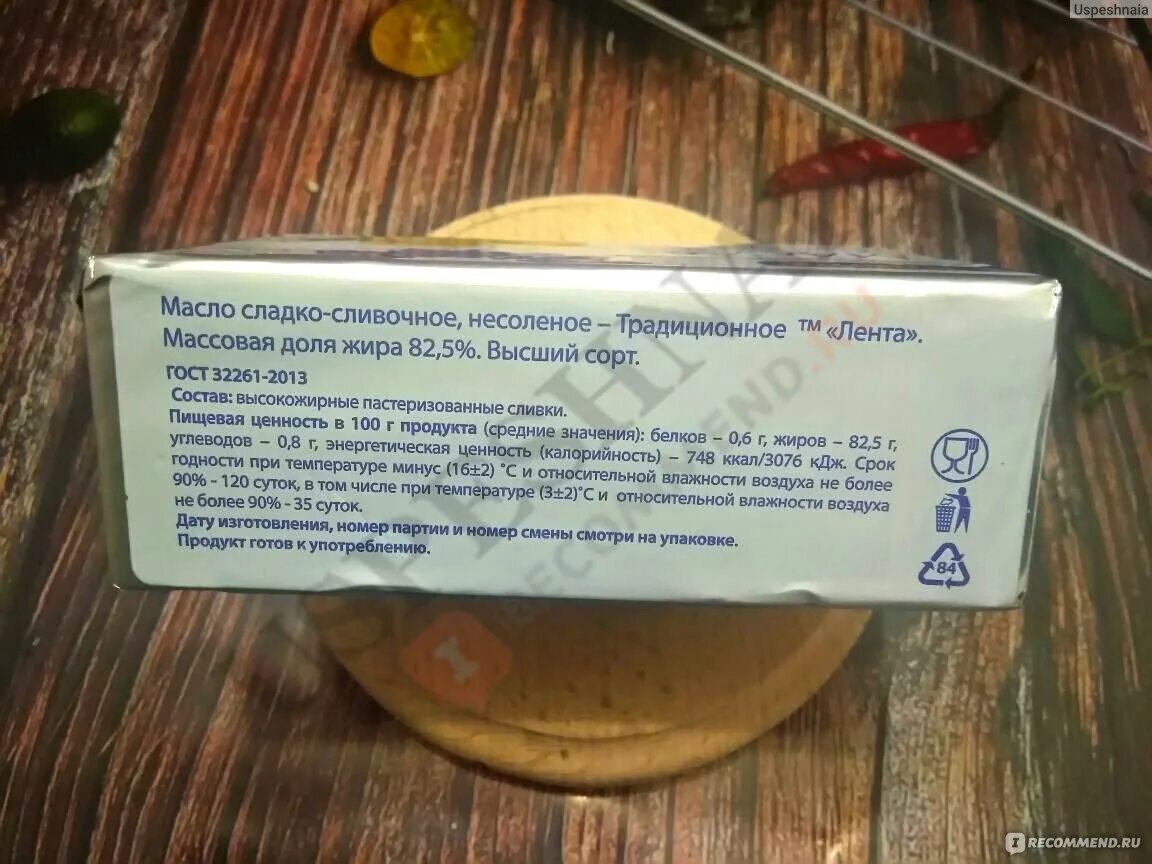 Uspeshnaia
Масло сладко-сливочное, несоленое – Традиционное ™ «Лента».
Массовая доля жира 82,5%. Высший сорт.
ГОСТ 32261-2013
Состав: высокожирные пастеризованные сливки.
Пищевая ценность в 100 г продукта (средние значения): белков – 0,6 г, жиров – 82,5 г,
углеводов – 0,8 г, энергетическая ценность (калорийность) – 748 ккал/3076 кДж. Срок
годности при температуре минус (16±2) °С и относительной влажности воздуха не более
90% - 120 суток, в том числе при температуре (3±2)°С и относительной влажности воздуха
не более 90% - 35 суток.
Дату изготовления, номер партии и номер смены смотри на упаковке.
Продукт готов к употреблению.
84
USPESHNAIA
IRECOMMEND.RU
I RECOMMEND.RU